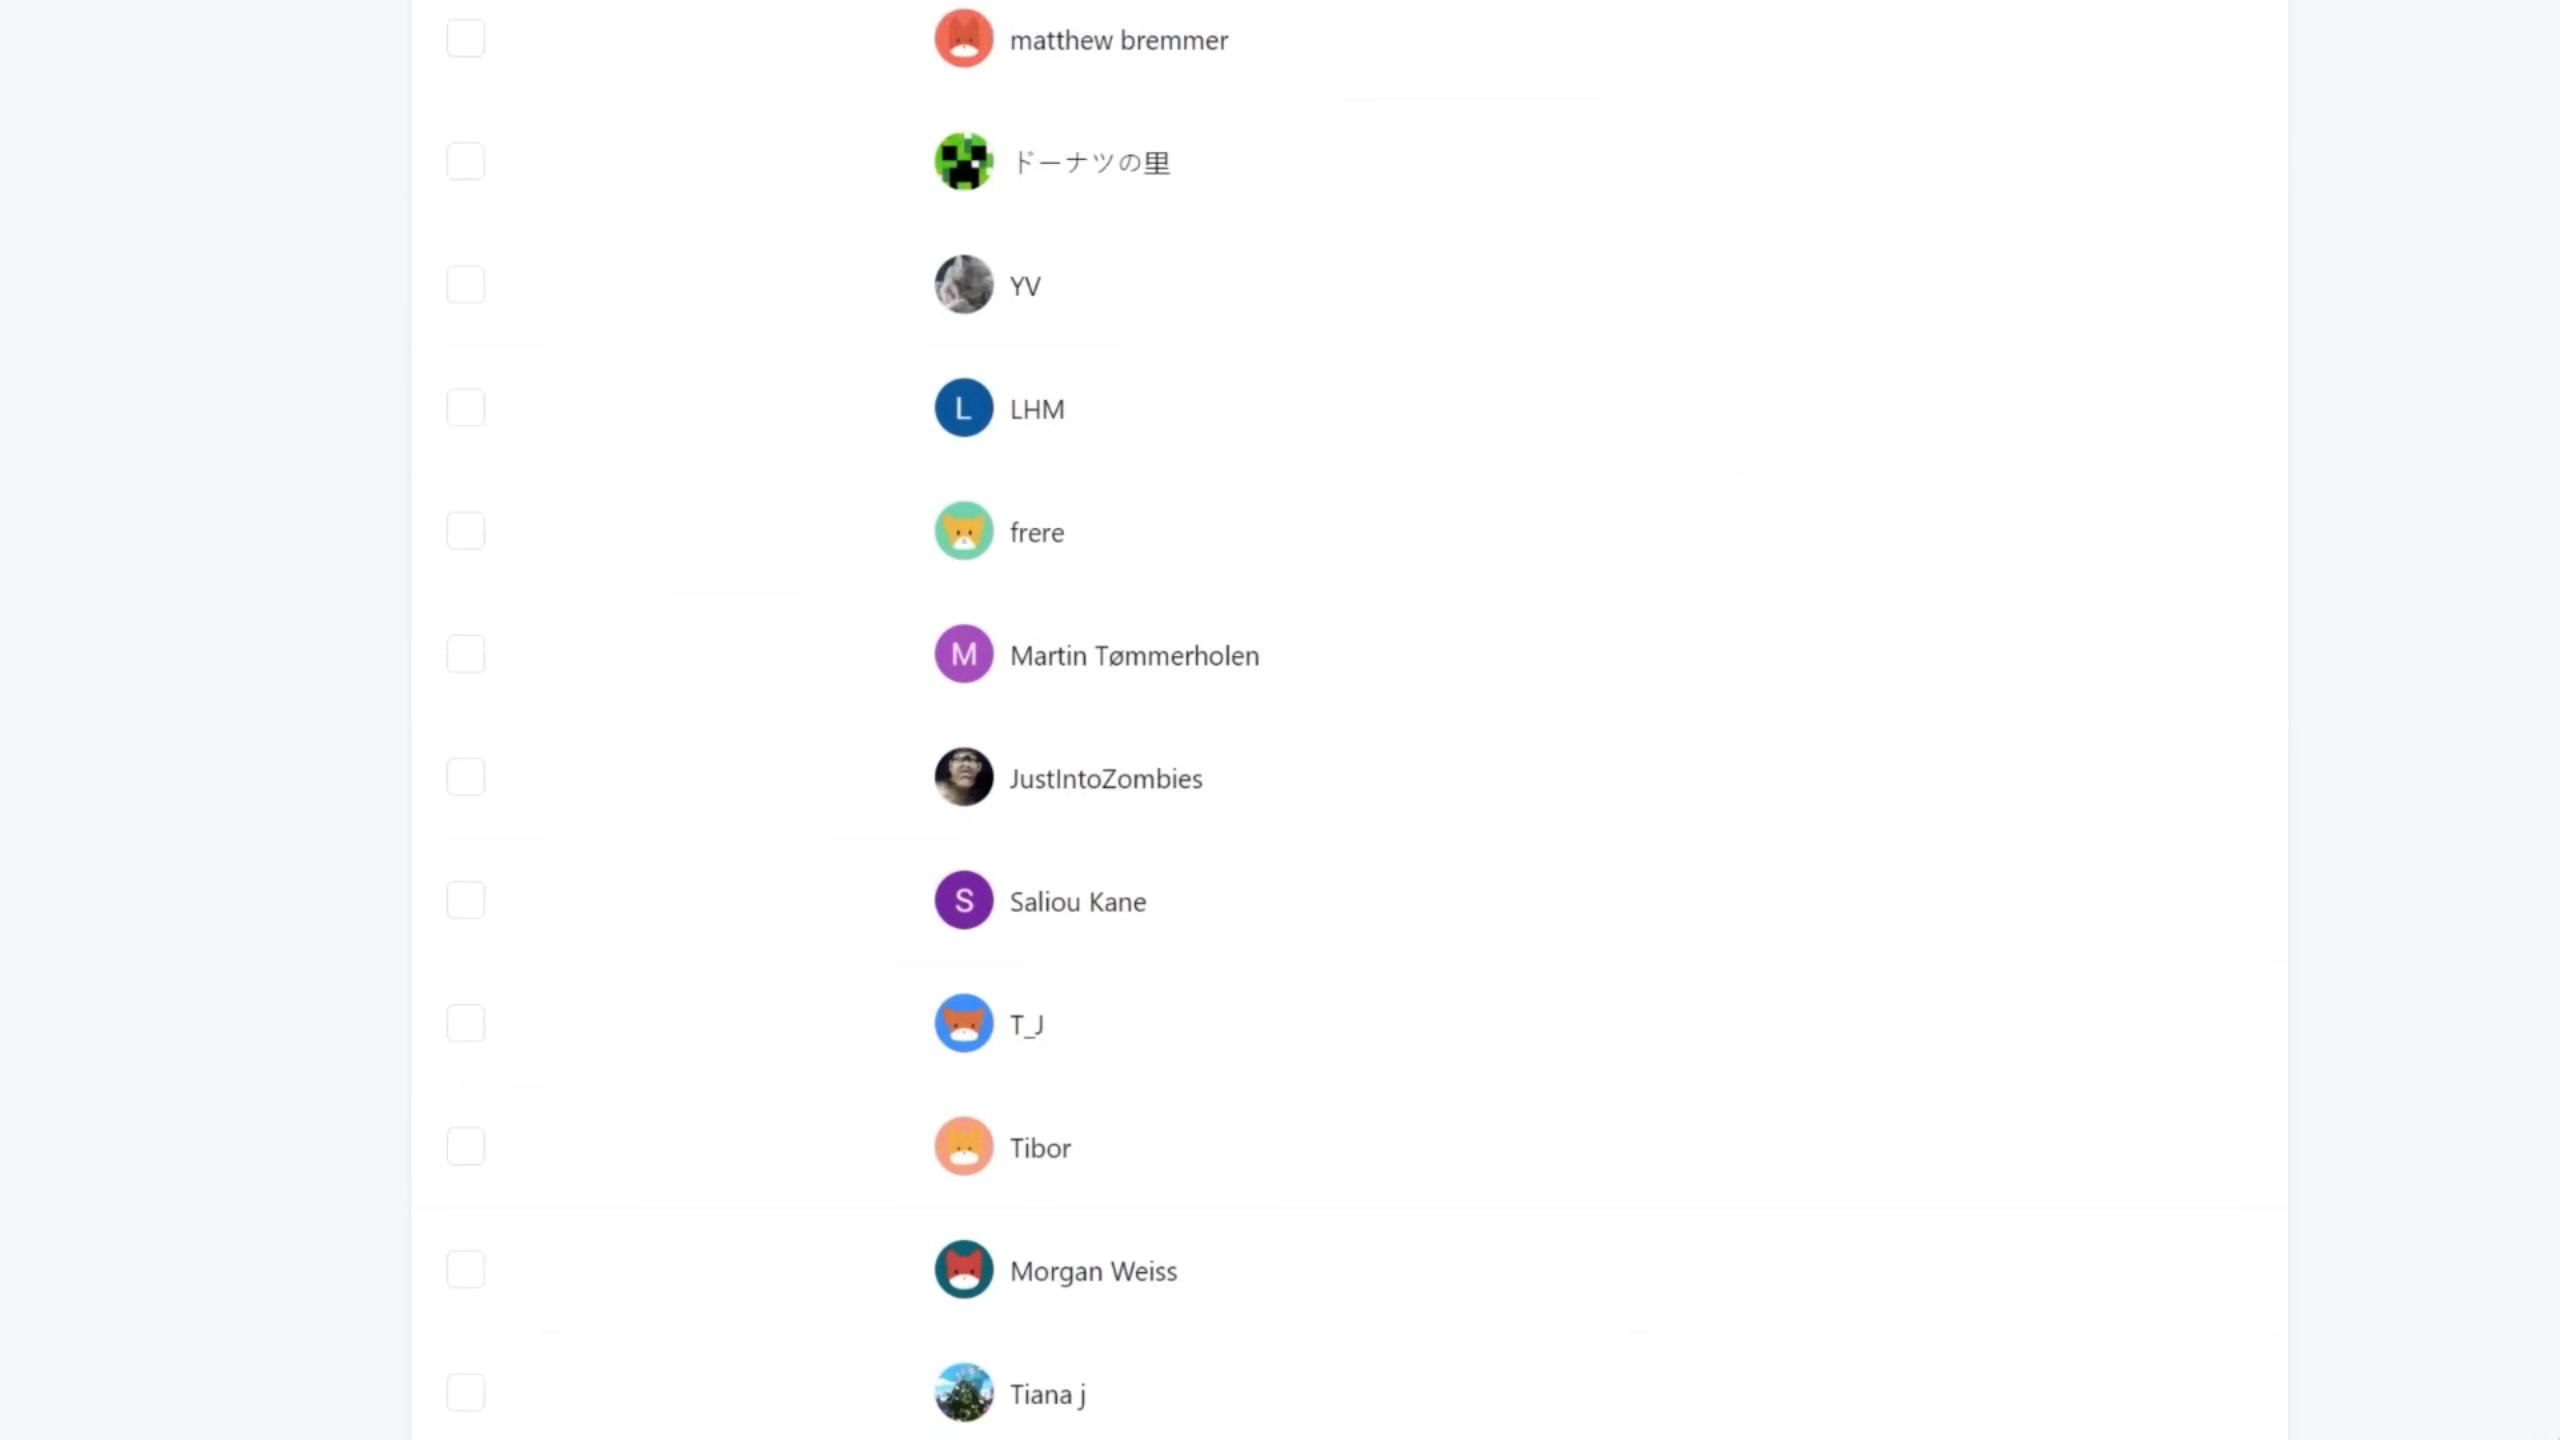 matthew bremmer
ドーナツの里
YV
L LHM
frere
M Martin Tømmerholen
JustIntoZombies
S Saliou Kane
T_J
Tibor
Morgan Weiss
Tiana j